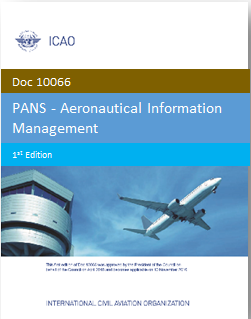 ICAO
Doc 10066
PANS - Aeronautical Information
Management
1st Edition
INTERNATIONAL CIVIL AVIATION ORGANIZATION